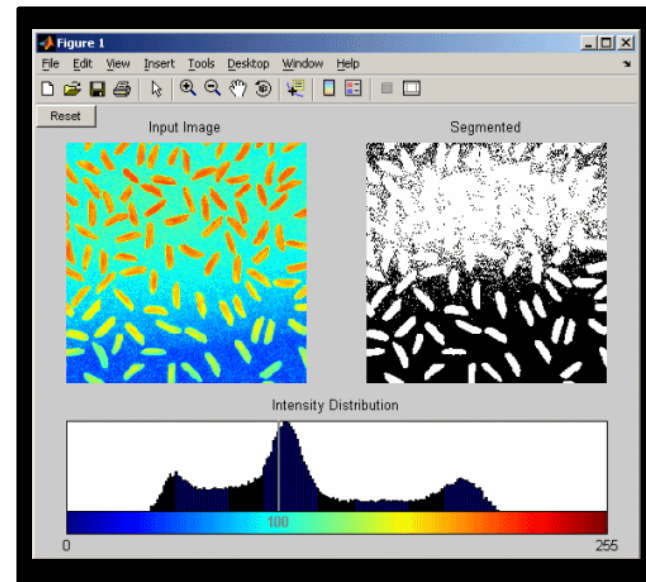 Figure 1
File Edit View Insert Tools Desktop Window Help
Reset
Input Image
Segmented
Intensity Distribution
100
0 255